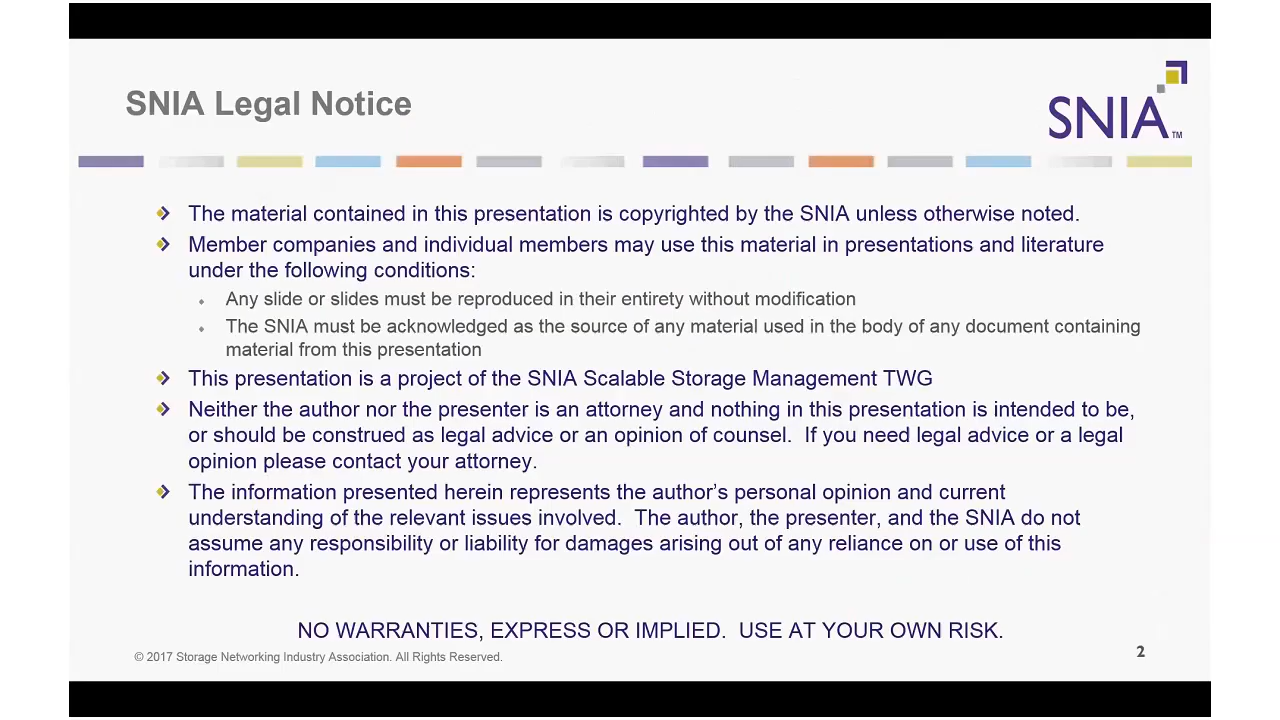 SNIA Legal Notice
SNIA™
The material contained in this presentation is copyrighted by the SNIA unless otherwise noted.
Member companies and individual members may use this material in presentations and literature
under the following conditions:
Any slide or slides must be reproduced in their entirety without modification
The SNIA must be acknowledged as the source of any material used in the body of any document containing
material from this presentation
This presentation is a project of the SNIA Scalable Storage Management TWG
Neither the author nor the presenter is an attorney and nothing in this presentation is intended to be,
or should be construed as legal advice or an opinion of counsel.  If you need legal advice or a legal
opinion please contact your attorney.
The information presented herein represents the author’s personal opinion and current
understanding of the relevant issues involved.  The author, the presenter, and the SNIA do not
assume any responsibility or liability for damages arising out of any reliance on or use of this
information.
NO WARRANTIES, EXPRESS OR IMPLIED.  USE AT YOUR OWN RISK.
© 2017 Storage Networking Industry Association. All Rights Reserved.
2